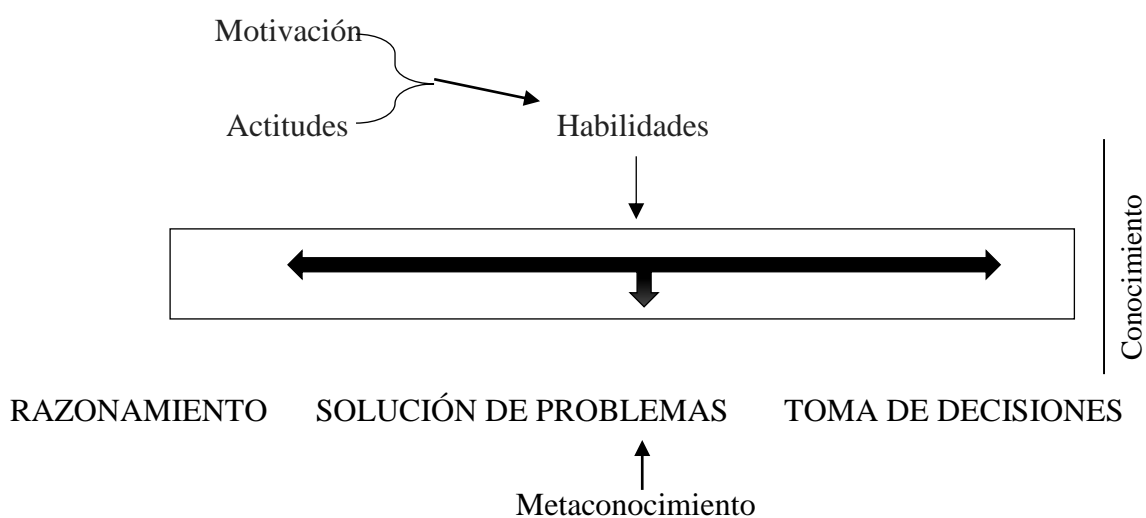 Motivación
Actitudes
Habilidades
Conocimiento
RAZONAMIENTO SOLUCIÓN DE PROBLEMAS TOMA DE DECISIONES
Metaconocimiento